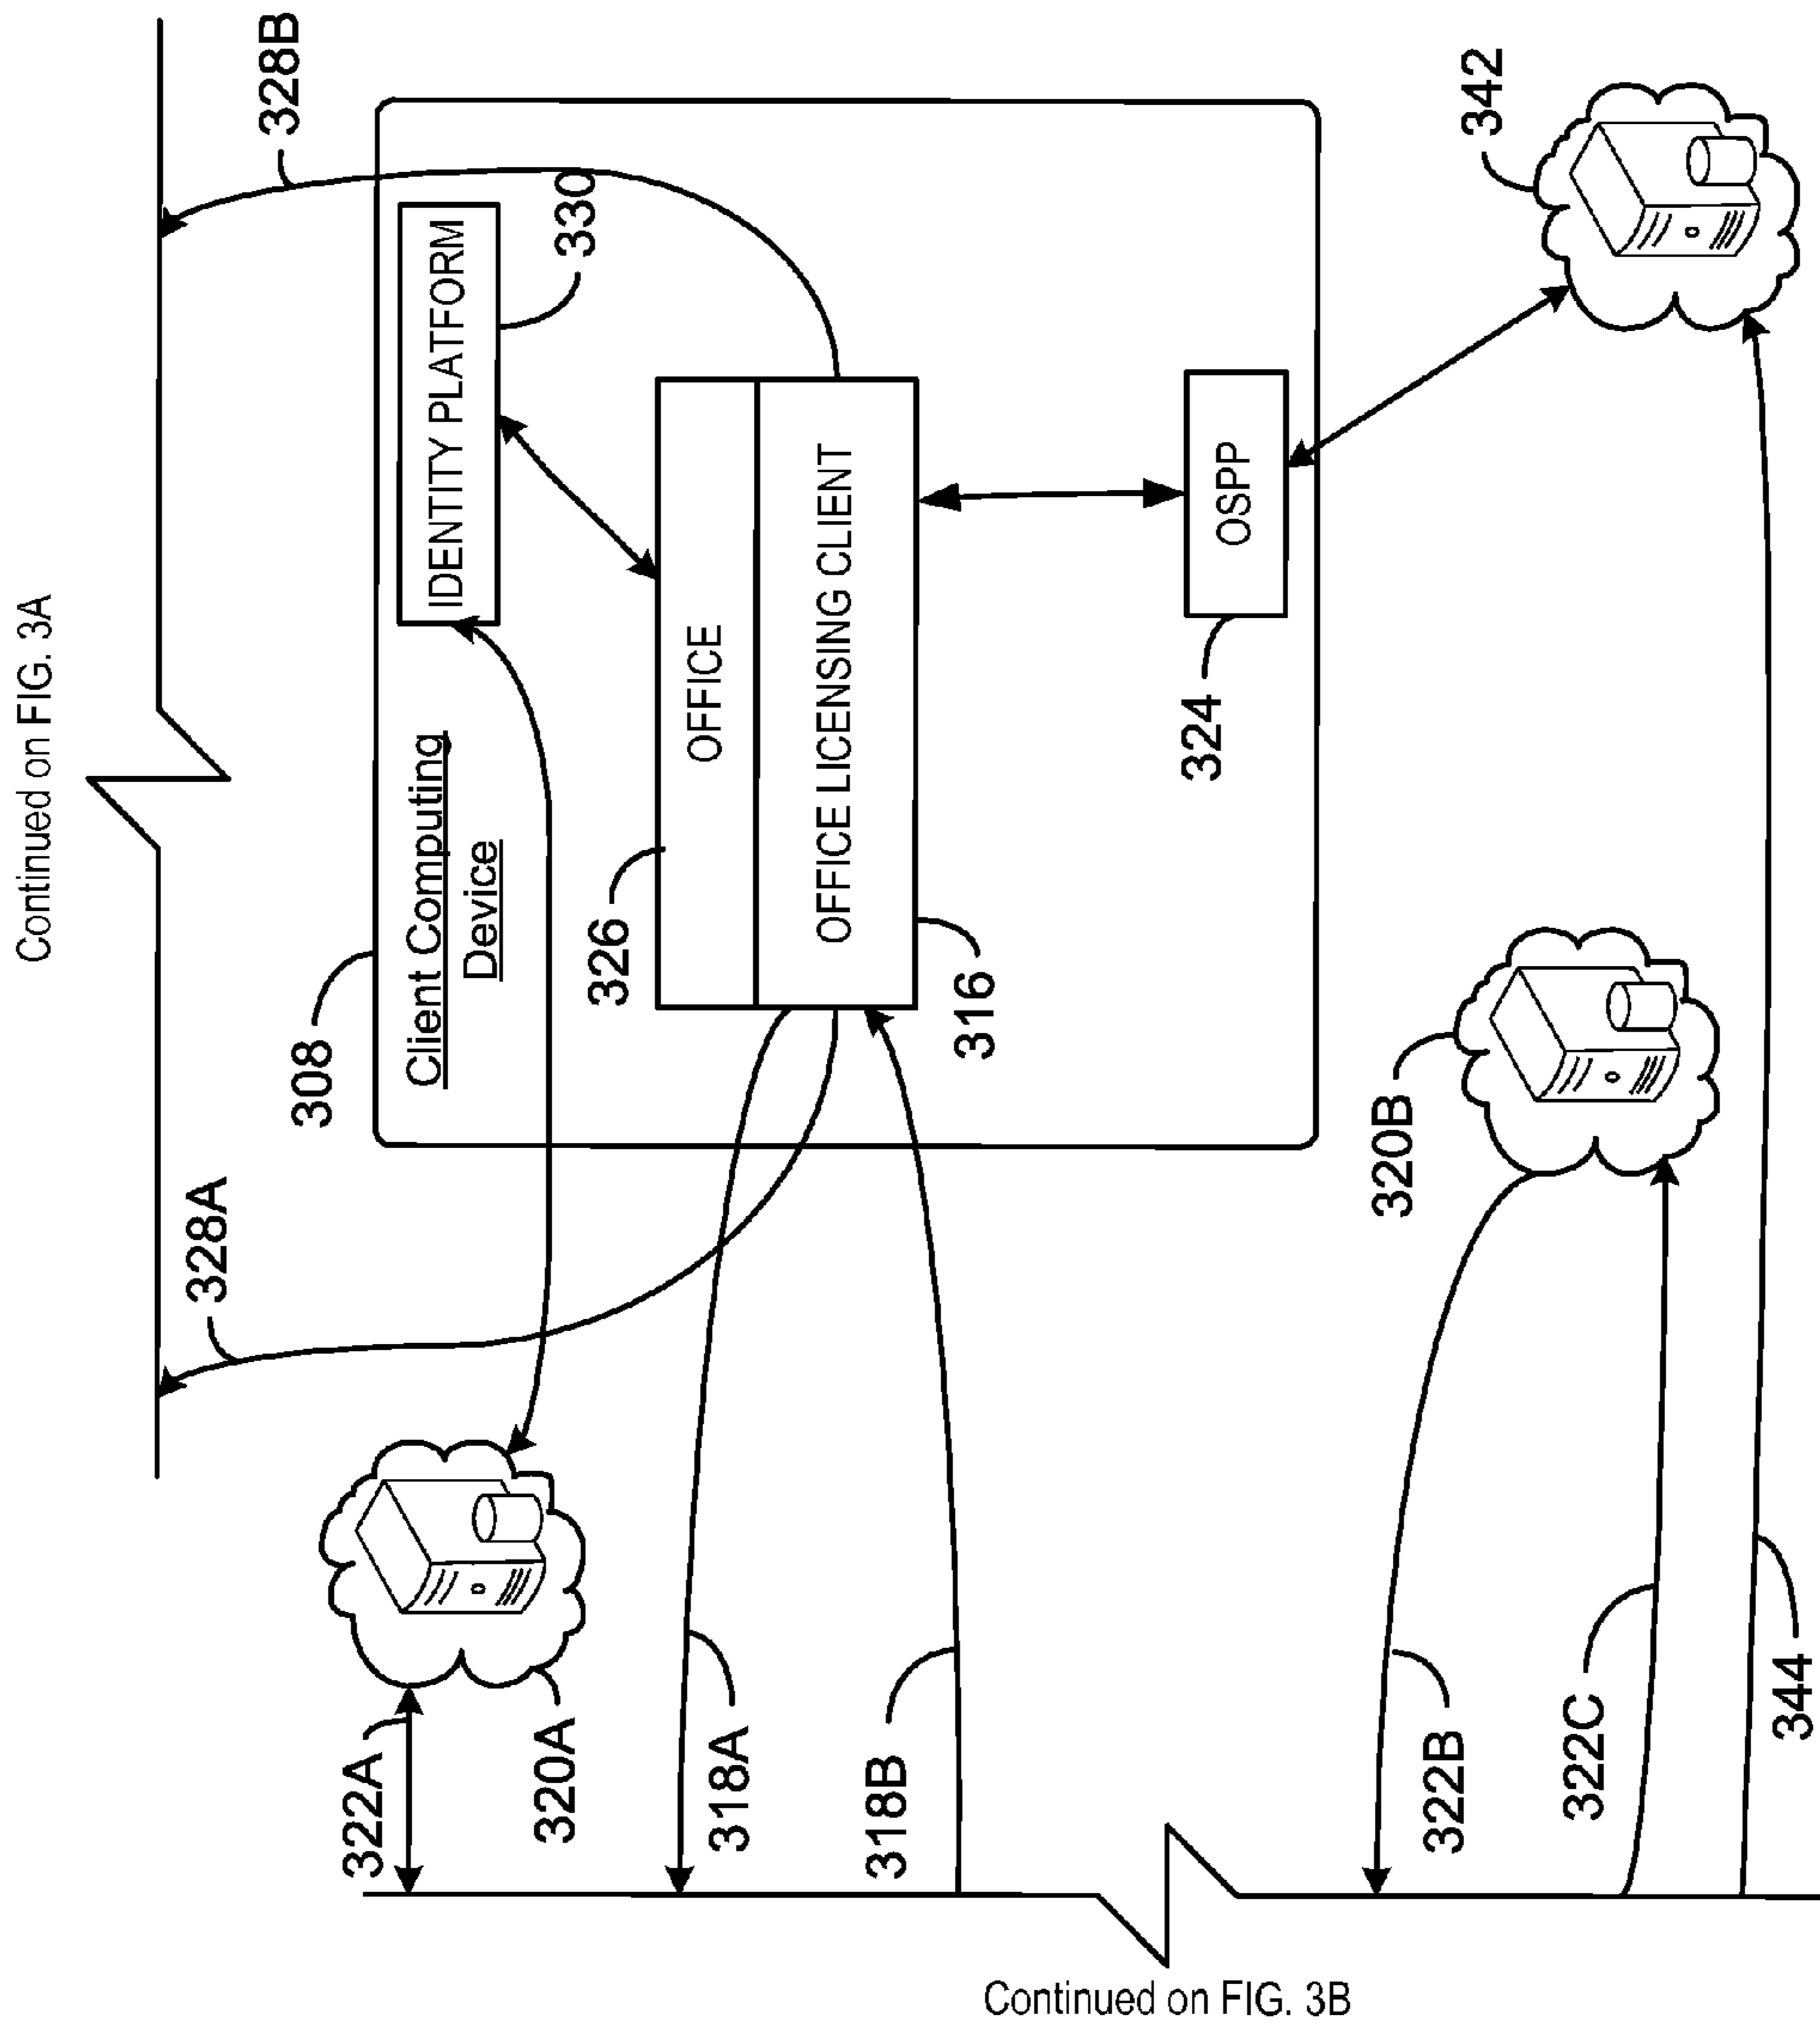 Continued on FIG. 3A
328B
308
Client Computing
Device
IDENTITY PLATFORM
330
328A
326
OFFICE
OFFICE LICENSING CLIENT
316
OSPP
324
342
322A
320A
318A
318B
320B
322B
322C
344
Continued on FIG. 3B